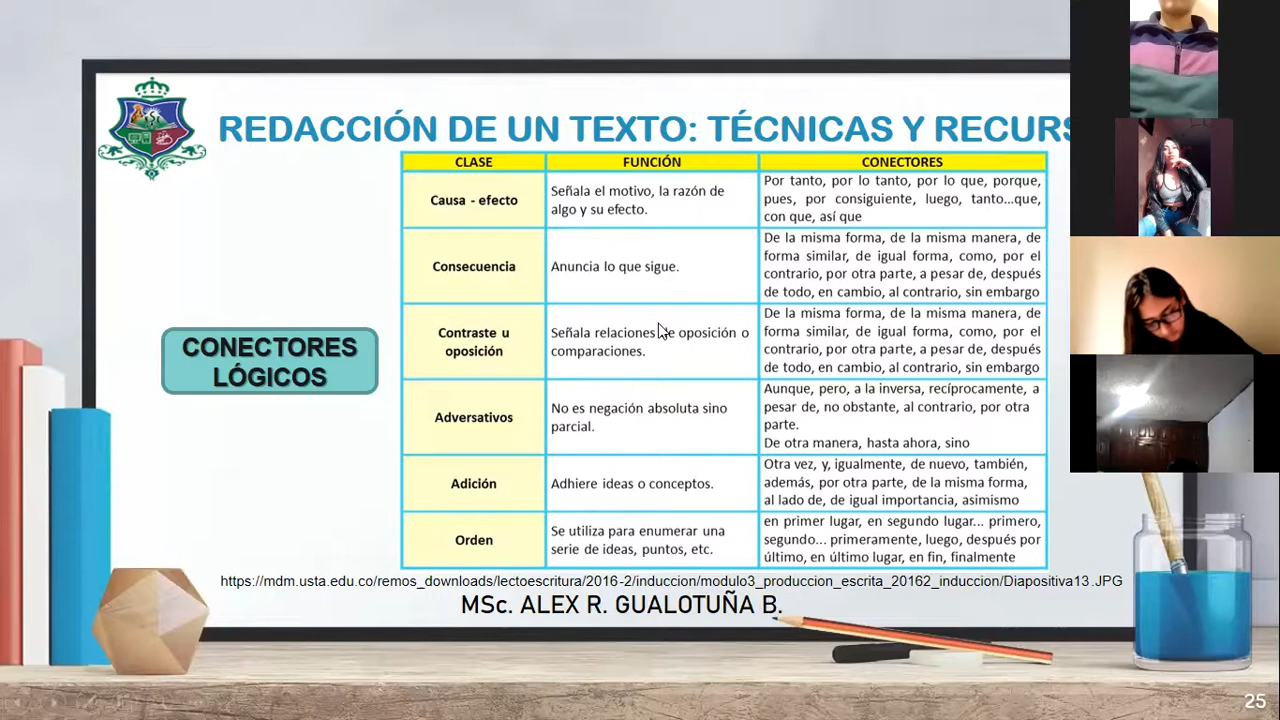 REDACCIÓN DE UN TEXTO: TÉCNICAS Y RECURS
CLASE
FUNCIÓN
CONECTORES
Causa - efecto
Señala el motivo, la razón de
algo y su efecto.
Por tanto, por lo tanto, por lo que, porque,
pues, por consiguiente, luego, tanto...que,
con que, así que
Consecuencia
Anuncia lo que sigue.
De la misma forma, de la misma manera, de
forma similar, de igual forma, como, por el
contrario, por otra parte, a pesar de, después
de todo, en cambio, al contrario, sin embargo
CONECTORES
LÓGICOS
Contraste u
oposición
Señala relaciones de oposición o
comparaciones.
De la misma forma, de la misma manera, de
forma similar, de igual forma, como, por el
contrario, por otra parte, a pesar de, después
de todo, en cambio, al contrario, sin embargo
Adversativos
No es negación absoluta sino
parcial.
Aunque, pero, a la inversa, recíprocamente, a
pesar de, no obstante, al contrario, por otra
parte.
De otra manera, hasta ahora, sino
Adición
Adhiere ideas o conceptos.
Otra vez, y, igualmente, de nuevo, también,
además, por otra parte, de la misma forma,
al lado de, de igual importancia, asimismo
Orden
Se utiliza para enumerar una
serie de ideas, puntos, etc.
en primer lugar, en segundo lugar... primero,
segundo... primeramente, luego, después por
último, en último lugar, en fin, finalmente
https://mdm.usta.edu.co/remos_downloads/lectoescritura/2016-2/induccion/modulo3_produccion_escrita_20162_induccion/Diapositiva13.JPG
MSc. ALEX R. GUALOTUÑA B.
25